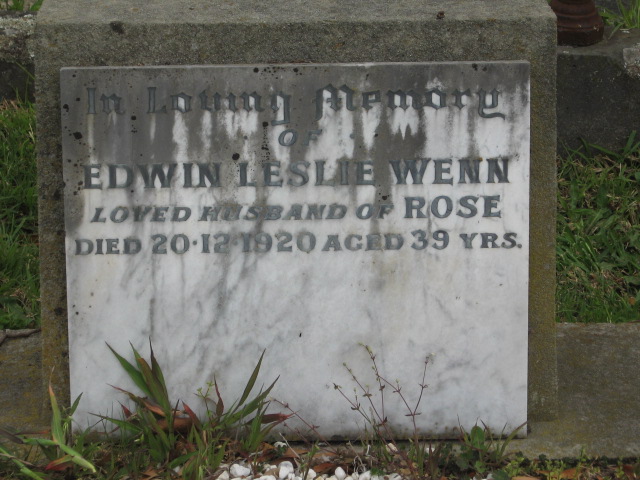 In Loving Memory
OF
EDWIN LESLIE WENN
LOVED HUSBAND OF ROSE
DIED 20·12·1920 AGED 39 YRS.